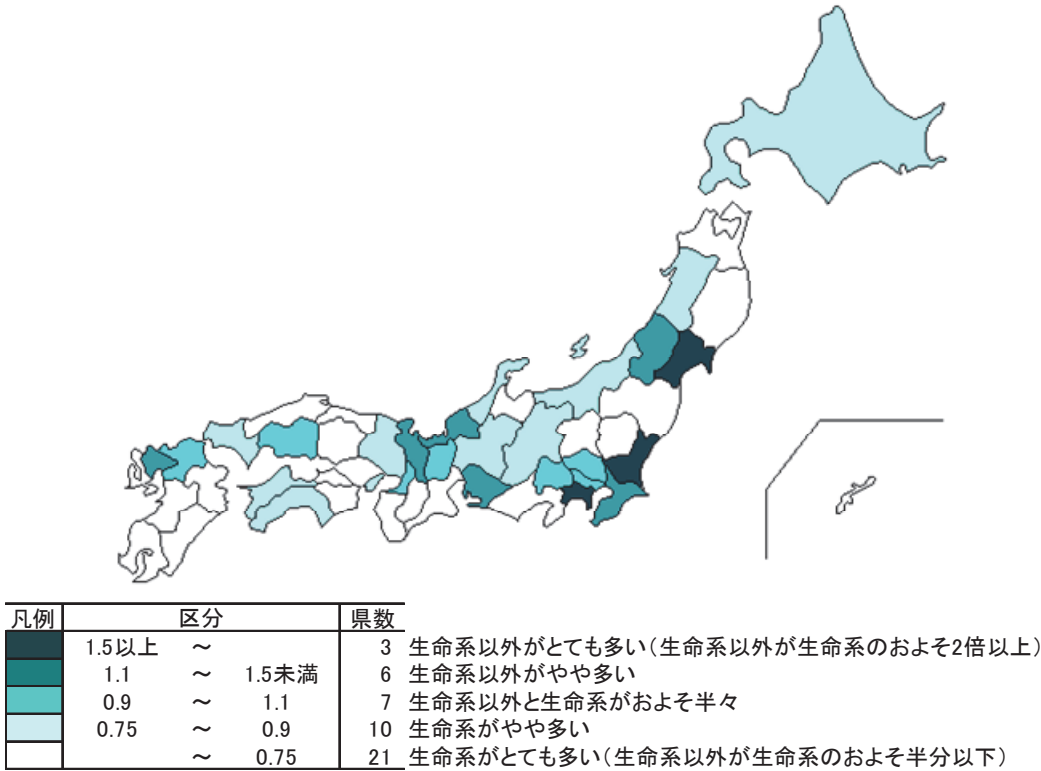 凡例 区分 県数
1.5以上 ～ 3 生命系以外がとても多い（生命系以外が生命系のおよそ2倍以上）
1.1 ～ 1.5未満 6 生命系以外がやや多い
0.9 ～ 1.1 7 生命系以外と生命系がおよそ半々
0.75 ～ 0.9 10 生命系がやや多い
～ 0.75 21 生命系がとても多い（生命系以外が生命系のおよそ半分以下）